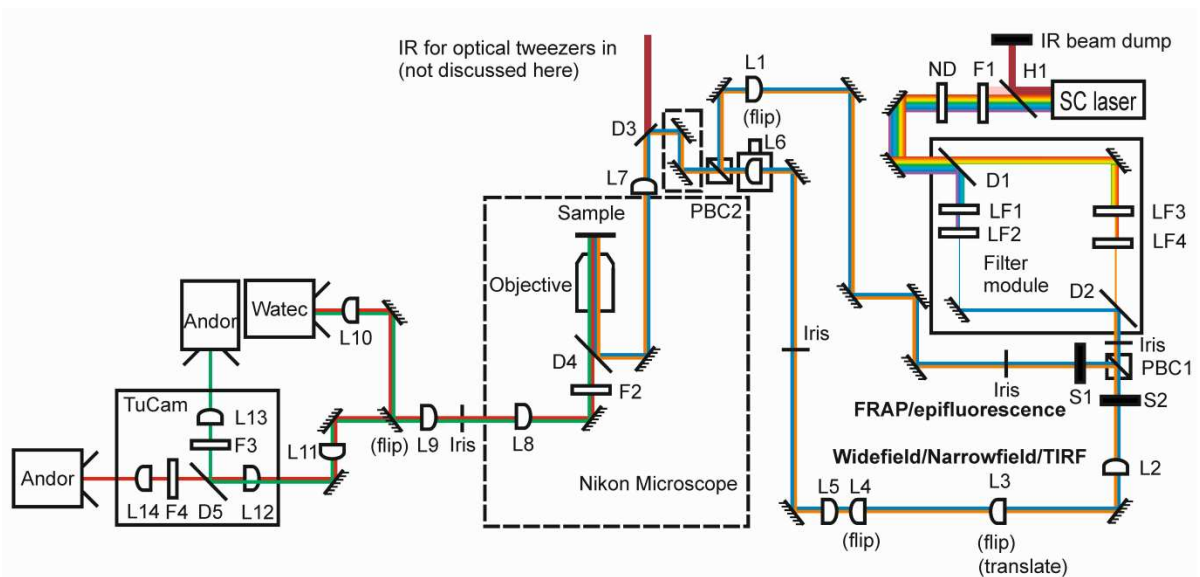 IR for optical tweezers in
(not discussed here)
IR beam dump
L1
(flip)
ND
F1
H1
SC laser
D3
L6
L7
PBC2
D1
LF1
LF2
LF3
LF4
Filter
module
D2
Sample
Objective
Andor
Watec
L10
D4
F2
Iris
PBC1
Iris
S1
S2
FRAP/epifluorescence
TuCam
L13
F3
L11
(flip)
L9
Iris
L8
Widefield/Narrowfield/TIRF
L2
Andor
L14
F4
D5
L12
Nikon Microscope
L5
L4
(flip)
L3
(flip)
(translate)